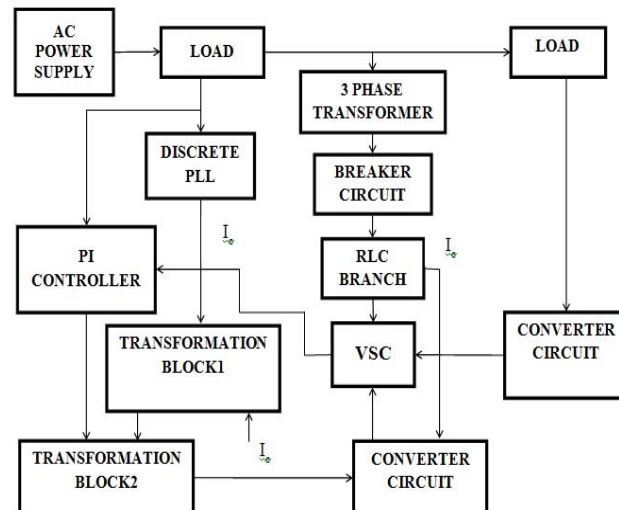 AC
POWER
SUPPLY
LOAD
LOAD
3 PHASE
TRANSFORMER
DISCRETE
PLL
BREAKER
CIRCUIT
I
I
PI
CONTROLLER
RLC
BRANCH
TRANSFORMATION
BLOCK1
VSC
CONVERTER
CIRCUIT
I
TRANSFORMATION
BLOCK2
CONVERTER
CIRCUIT